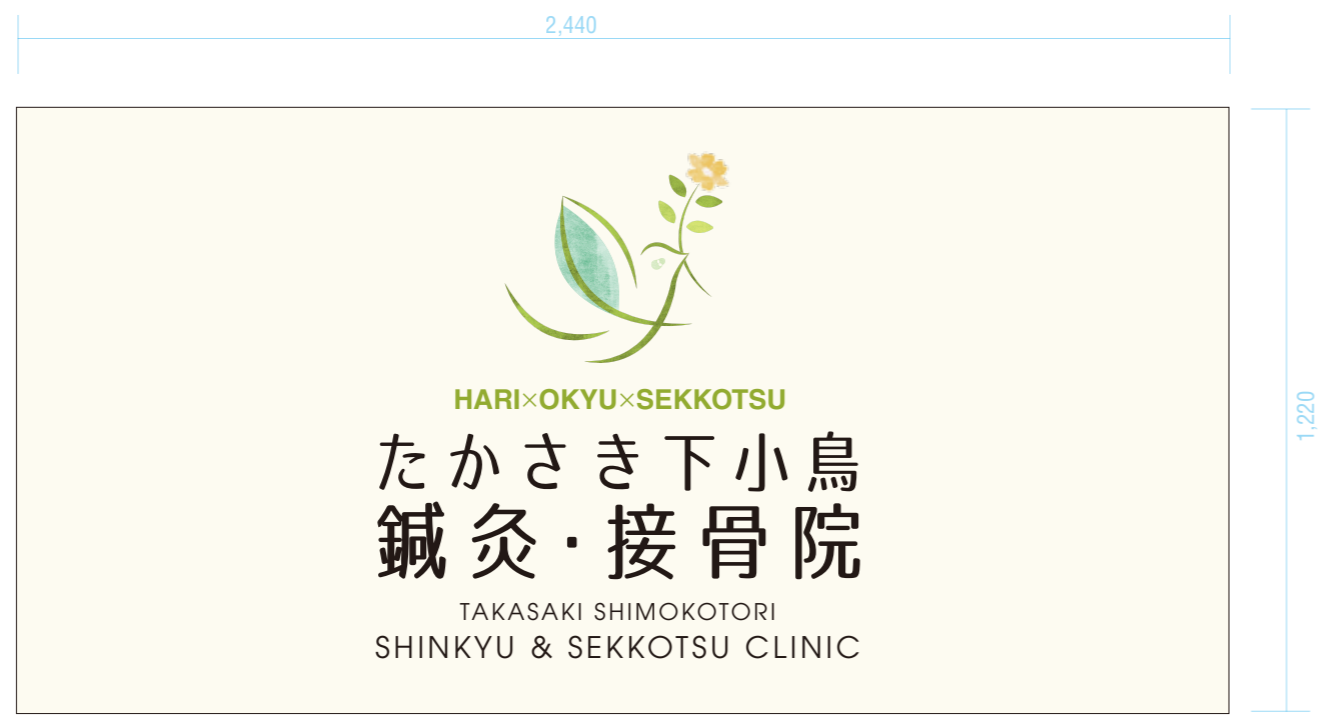 2,440
HARI×OKYU×SEKKOTSU
たかさき下小鳥
鍼灸・接骨院
TAKASAKI SHIMOKOTORI
SHINKYU & SEKKOTSU CLINIC
1,220